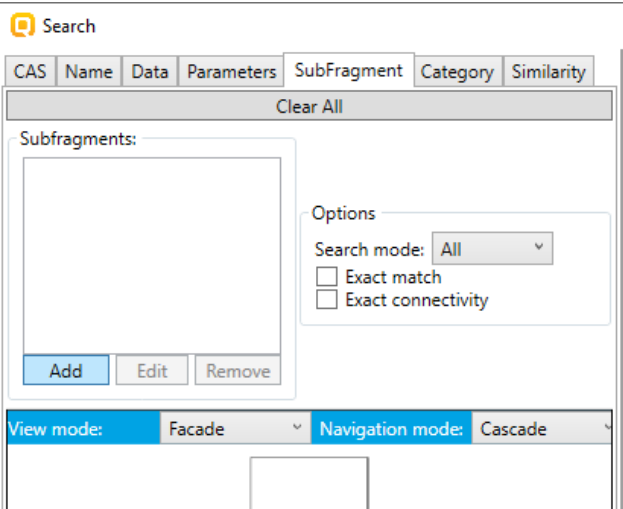 Search
CAS Name Data Parameters SubFragment Category Similarity
Clear All
Subfragments:
Options
Search mode: All
Exact match
Exact connectivity
Add Edit Remove
View mode: Facade Navigation mode: Cascade